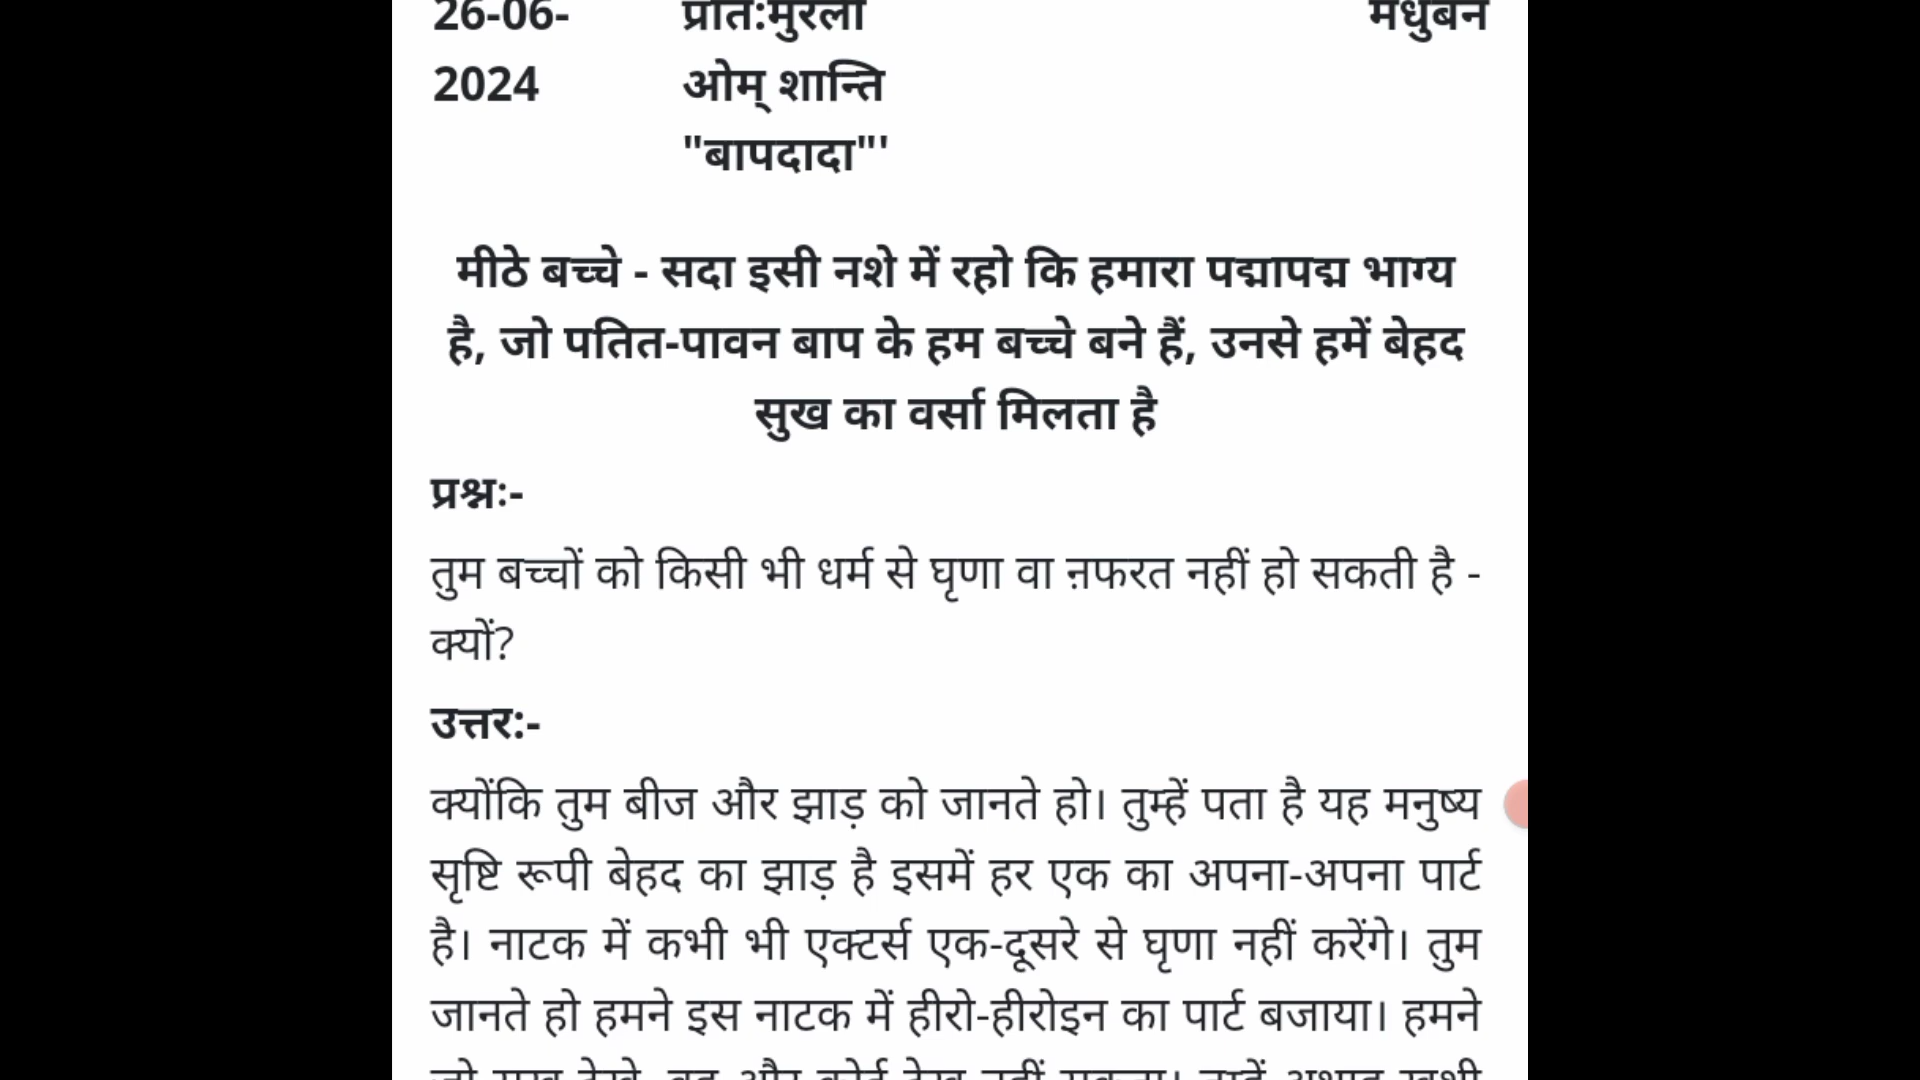 26-06- प्रात:मुरली मधुबन
2024 ओम् शान्ति
"बापदादा"'
मीठे बच्चे - सदा इसी नशे में रहो कि हमारा पद्मापद्म भाग्य
है, जो पतित-पावन बाप के हम बच्चे बने हैं, उनसे हमें बेहद
सुख का वर्सा मिलता है
प्रश्नः-
तुम बच्चों को किसी भी धर्म से घृणा वा ऩफरत नहीं हो सकती है -
क्यों?
उत्तर:-
क्योंकि तुम बीज और झाड़ को जानते हो। तुम्हें पता है यह मनुष्य
सृष्टि रूपी बेहद का झाड़ है इसमें हर एक का अपना-अपना पार्ट
है। नाटक में कभी भी एक्टर्स एक-दूसरे से घृणा नहीं करेंगे। तुम
जानते हो हमने इस नाटक में हीरो-हीरोइन का पार्ट बजाया। हमने